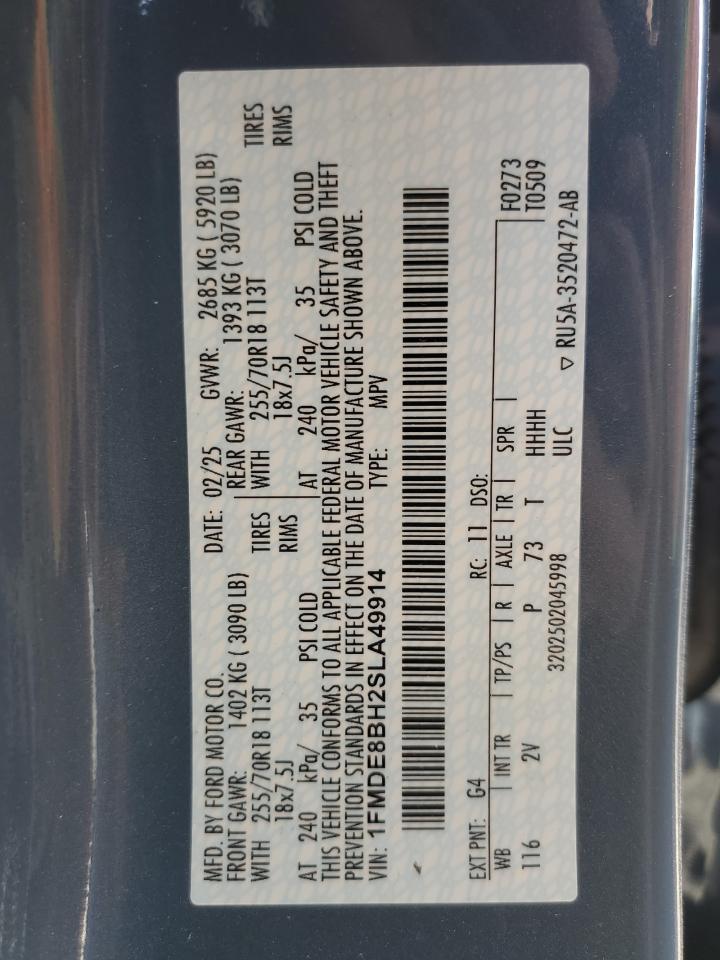 MFD. BY FORD MOTOR CO.
DATE: 02/25 GVWR: 2685 KG ( 5920 LB)
FRONT GAWR: 1402 KG ( 3090 LB)
REAR GAWR: 1393 KG ( 3070 LB)
WITH 255/70R18 113T TIRES
WITH 255/70R18 113T TIRES
18x7.5J RIMS
18x7.5J RIMS
AT 240 kPa/ 35 PSI COLD
AT 240 kPa/ 35 PSI COLD
THIS VEHICLE CONFORMS TO ALL APPLICABLE FEDERAL MOTOR VEHICLE SAFETY AND THEFT
PREVENTION STANDARDS IN EFFECT ON THE DATE OF MANUFACTURE SHOWN ABOVE.
VIN: 1FMDE8BH2SLA49914 TYPE: MPV
EXT PNT: G4 RC: 11 DSO: F0273
WB INT TR TP/PS R AXLE TR SPR T0509
116 2V P 73 T HHHH
3202502045998 ULC ▽ RU5A-3520472-AB